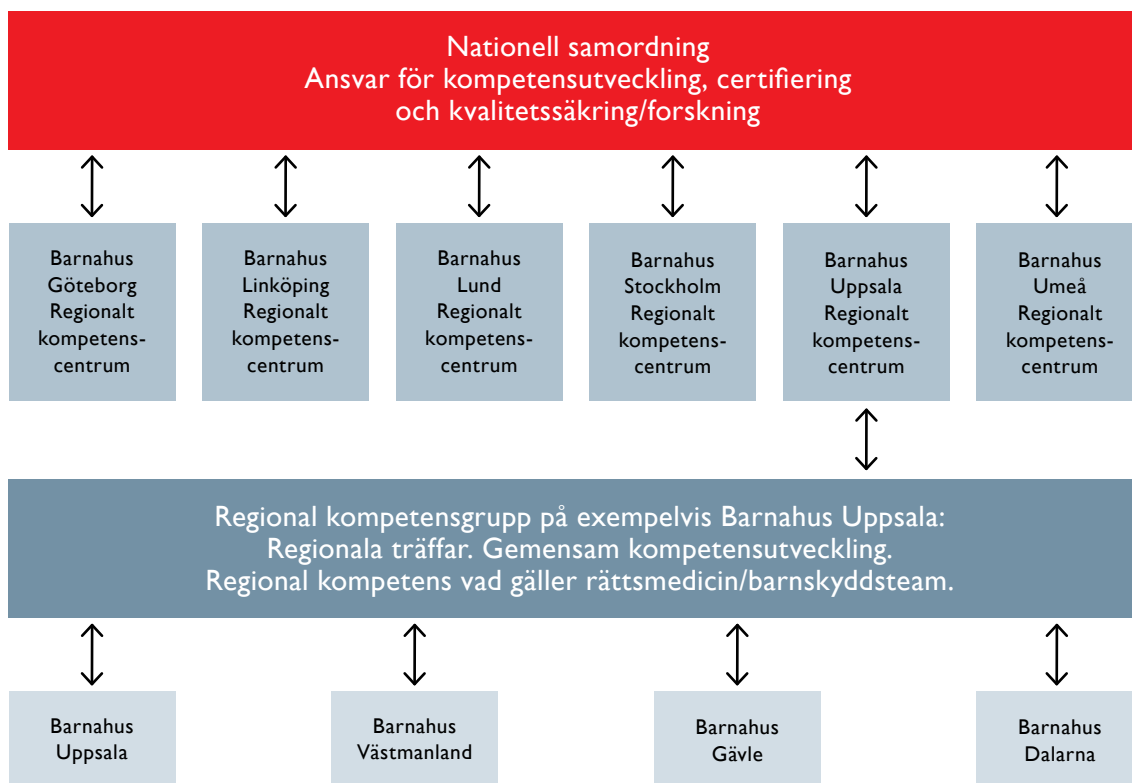 Nationell samordning
Ansvar för kompetensutveckling, certifiering
och kvalitetssäkring/forskning
Barnahus
Göteborg
Regionalt
kompetens-
centrum
Barnahus
Linköping
Regionalt
kompetens-
centrum
Barnahus
Lund
Regionalt
kompetens-
centrum
Barnahus
Stockholm
Regionalt
kompetens-
centrum
Barnahus
Uppsala
Regionalt
kompetens-
centrum
Barnahus
Umeå
Regionalt
kompetens-
centrum
Regional kompetensgrupp på exempelvis Barnahus Uppsala:
Regionala träffar. Gemensam kompetensutveckling.
Regional kompetens vad gäller rättsmedicin/barnskyddsteam.
Barnahus
Uppsala
Barnahus
Västmanland
Barnahus
Gävle
Barnahus
Dalarna